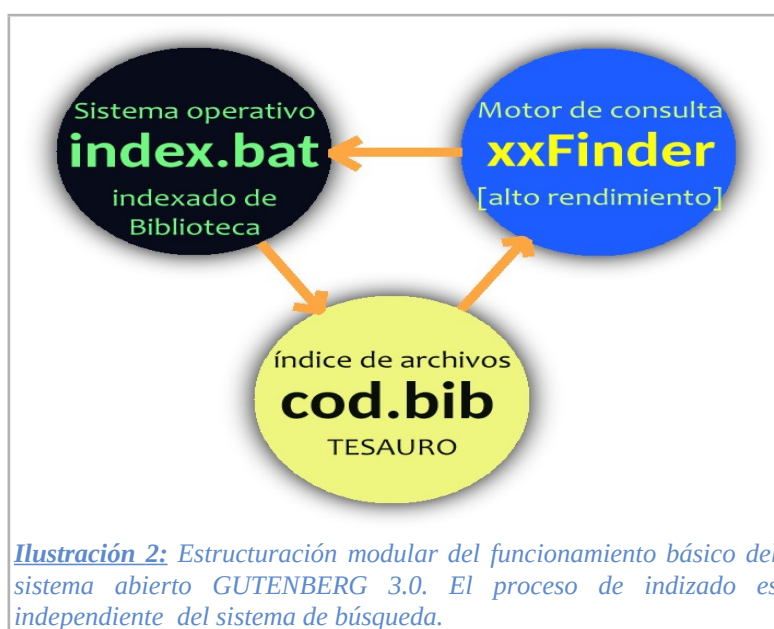 Sistema operativo
index.bat
indexado de
Biblioteca
Motor de consulta
xxFinder
[alto rendimiento]
índice de archivos
cod.bib
TESAURO
Ilustración 2: Estructuración modular del funcionamiento básico del
sistema abierto GUTENBERG 3.0. El proceso de indizado es
independiente del sistema de búsqueda.